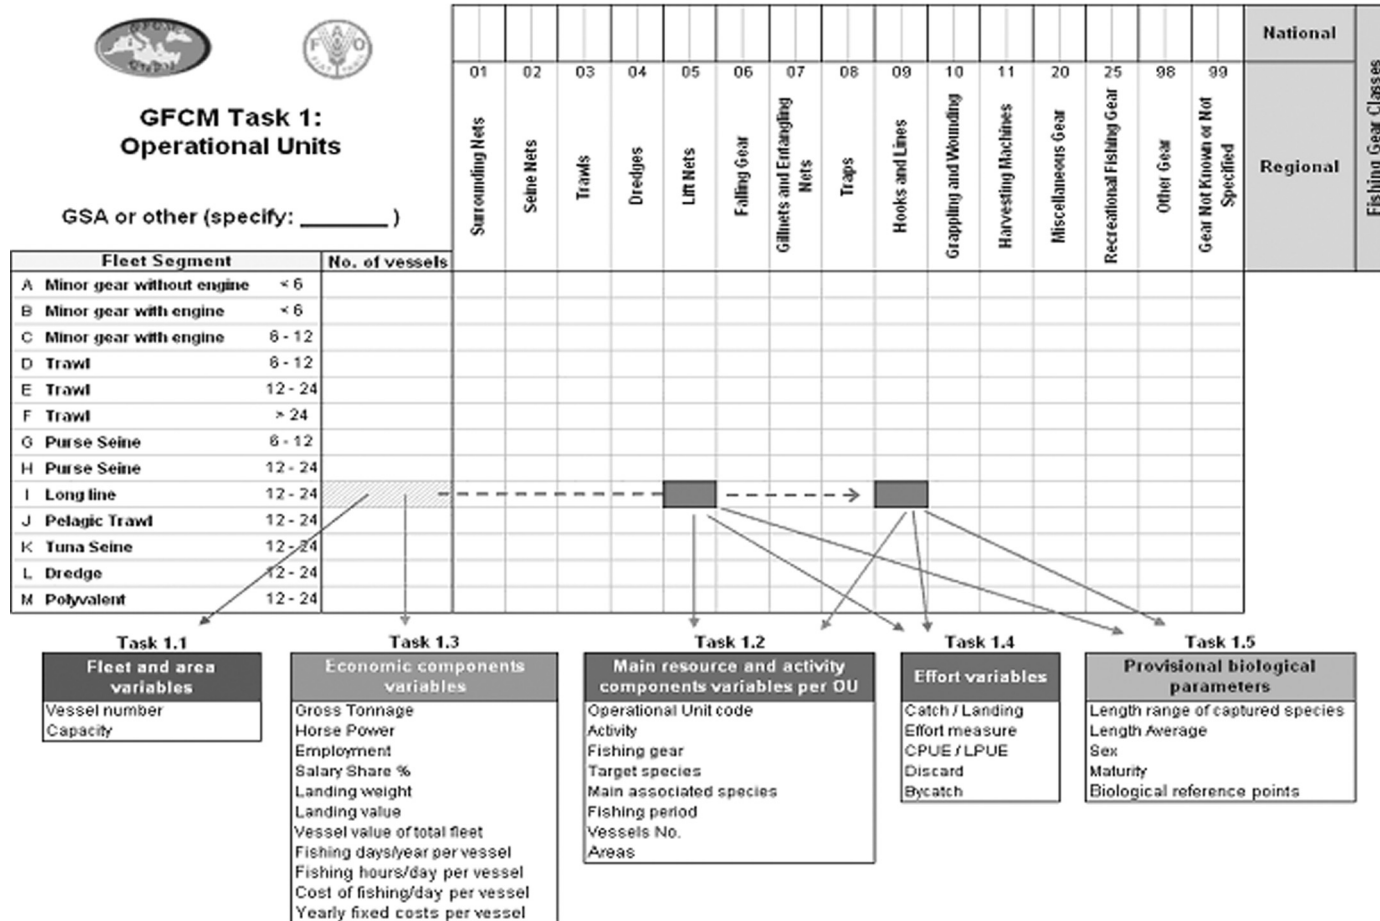 F A O
GFCM Task 1:
Operational Units
GSA or other (specify: ________ )
National
Regional
Fishing Gear Classes
01 02 03 04 05 06 07 08 09 10 11 20 25 98 99
Surrounding Nets
Seine Nets
Trawls
Dredges
Lift Nets
Falling Gear
Gillnets and Entangling
Nets
Traps
Hooks and Lines
Grappling and Wounding
Harvesting Machines
Miscellaneous Gear
Recreational Fishing Gear
Other Gear
Gear Not Known or Not
Specified
Fleet Segment No. of vessels
A Minor gear without engine < 6
B Minor gear with engine < 6
C Minor gear with engine 6 - 12
D Trawl 6 - 12
E Trawl 12 - 24
F Trawl > 24
G Purse Seine 6 - 12
H Purse Seine 12 - 24
I Long line 12 - 24
J Pelagic Trawl 12 - 24
K Tuna Seine 12 - 24
L Dredge 12 - 24
M Polyvalent 12 - 24
Task 1.1
Fleet and area
variables
Vessel number
Capacity
Task 1.3
Economic components
variables
Gross Tonnage
Horse Power
Employment
Salary Share %
Landing weight
Landing value
Vessel value of total fleet
Fishing days/year per vessel
Fishing hours/day per vessel
Cost of fishing/day per vessel
Yearly fixed costs per vessel
Task 1.2
Main resource and activity
components variables per OU
Operational Unit code
Activity
Fishing gear
Target species
Main associated species
Fishing period
Vessels No.
Areas
Task 1.4
Effort variables
Catch / Landing
Effort measure
CPUE / LPUE
Discard
Bycatch
Task 1.5
Provisional biological
parameters
Length range of captured species
Length Average
Sex
Maturity
Biological reference points